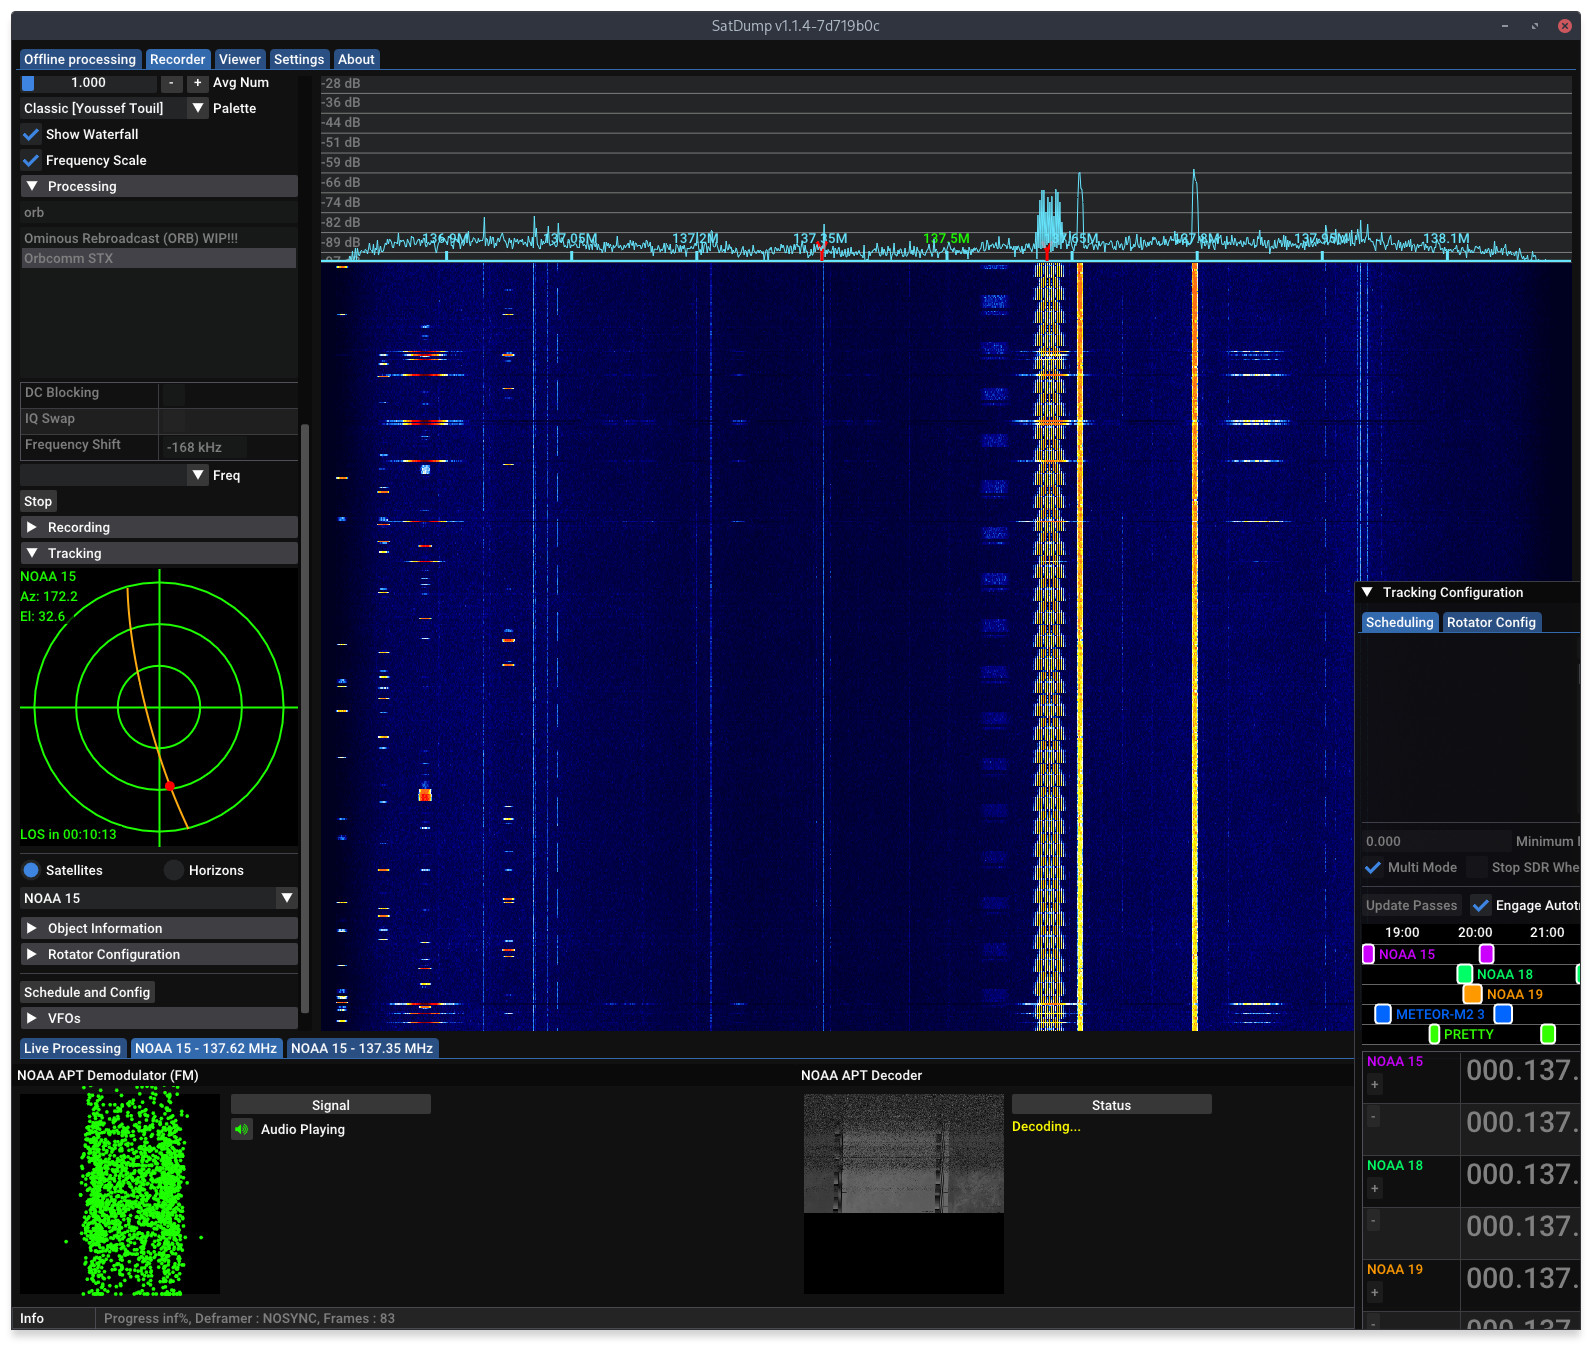 SatDump v1.1.4-7d719b0c
Offline processing Recorder Viewer Settings About
1.000 - + Avg Num
Classic [Youssef Touil] Palette
Show Waterfall
Frequency Scale
Processing
orb
Ominous Rebroadcast (ORB) WIP!!!
Orbcomm STX
DC Blocking
IQ Swap
Frequency Shift -168 kHz
Freq
Stop
Recording
Tracking
NOAA 15
Az: 172.2
El: 32.6
LOS in 00:10:13
Satellites Horizons
NOAA 15
Object Information
Rotator Configuration
Schedule and Config
VFOs
-28 dB
-36 dB
-44 dB
-51 dB
-59 dB
-66 dB
-74 dB
-82 dB
-89 dB
136.9M 137.05M 137.2M 137.35M 137.5M 137.8M 137.95M 138.1M
Tracking Configuration
Scheduling Rotator Config
0.000 Minimum
Multi Mode Stop SDR Whe
Update Passes Engage Autot
19:00 20:00 21:00
NOAA 15
NOAA 18
NOAA 19
METEOR-M2 3
PRETTY
NOAA 15 000.137.
+
- 000.137.
NOAA 18 000.137.
+
- 000.137.
NOAA 19 000.137.
+
- 000.137.
Live Processing NOAA 15 - 137.62 MHz NOAA 15 - 137.35 MHz
NOAA APT Demodulator (FM)
Signal
Audio Playing
NOAA APT Decoder
Status
Decoding...
Info Progress inf%, Deframer : NOSYNC, Frames : 83